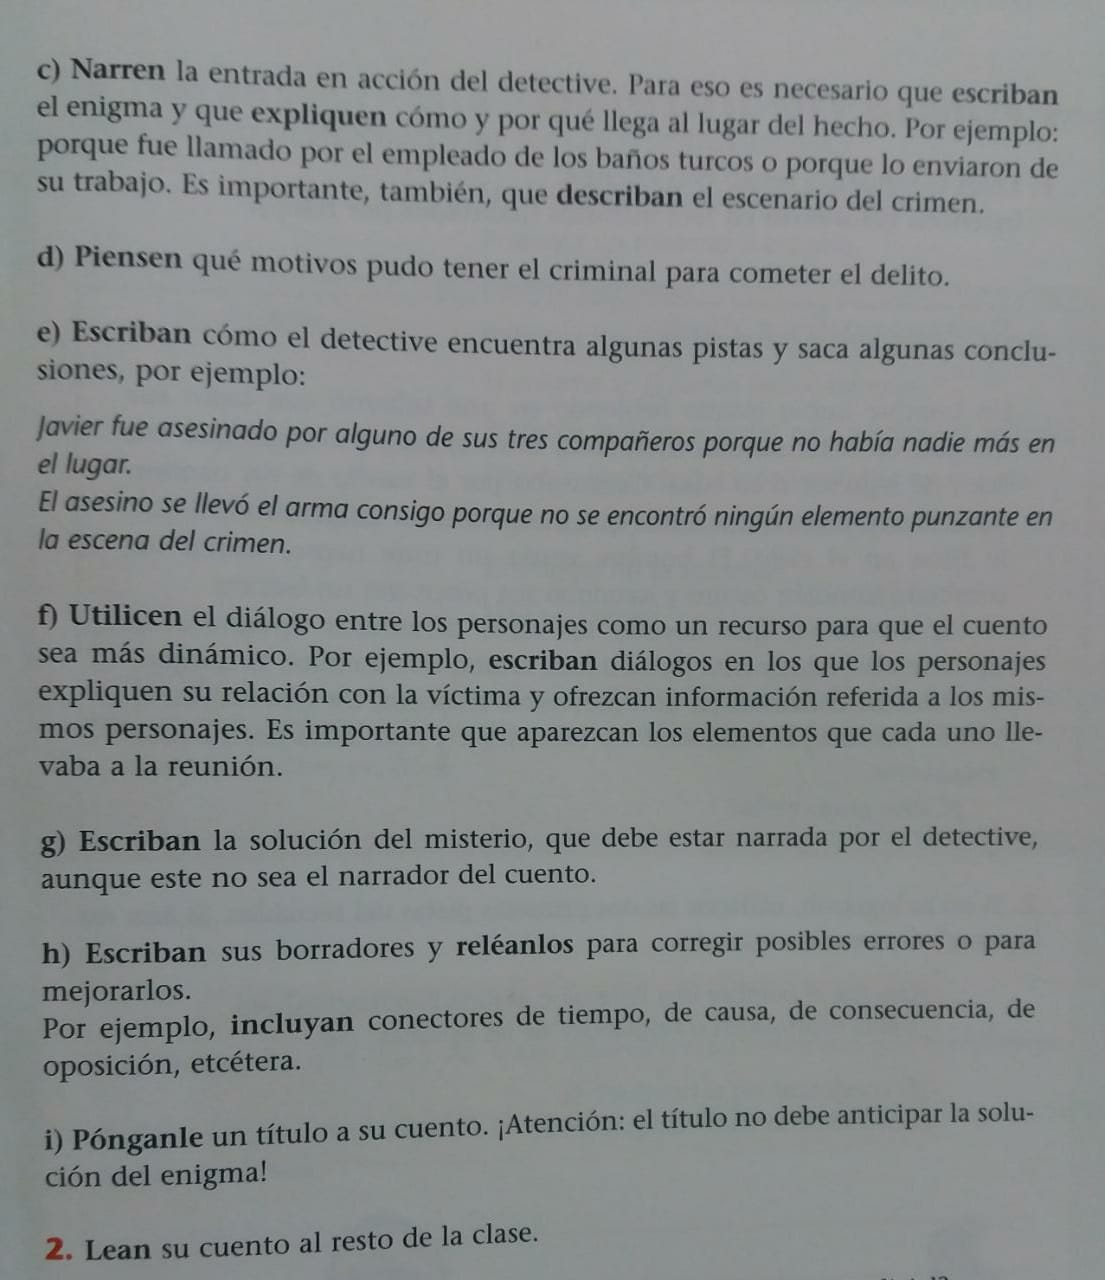 c) Narren la entrada en acción del detective. Para eso es necesario que escriban
el enigma y que expliquen cómo y por qué llega al lugar del hecho. Por ejemplo:
porque fue llamado por el empleado de los baños turcos o porque lo enviaron de
su trabajo. Es importante, también, que describan el escenario del crimen.
d) Piensen qué motivos pudo tener el criminal para cometer el delito.
e) Escriban cómo el detective encuentra algunas pistas y saca algunas conclu-
siones, por ejemplo:
Javier fue asesinado por alguno de sus tres compañeros porque no había nadie más en
el lugar.
El asesino se llevó el arma consigo porque no se encontró ningún elemento punzante en
la escena del crimen.
f) Utilicen el diálogo entre los personajes como un recurso para que el cuento
sea más dinámico. Por ejemplo, escriban diálogos en los que los personajes
expliquen su relación con la víctima y ofrezcan información referida a los mis-
mos personajes. Es importante que aparezcan los elementos que cada uno lle-
vaba a la reunión.
g) Escriban la solución del misterio, que debe estar narrada por el detective,
aunque este no sea el narrador del cuento.
h) Escriban sus borradores y reléanlos para corregir posibles errores o para
mejorarlos.
Por ejemplo, incluyan conectores de tiempo, de causa, de consecuencia, de
oposición, etcétera.
i) Pónganle un título a su cuento. ¡Atención: el título no debe anticipar la solu-
ción del enigma!
2. Lean su cuento al resto de la clase.